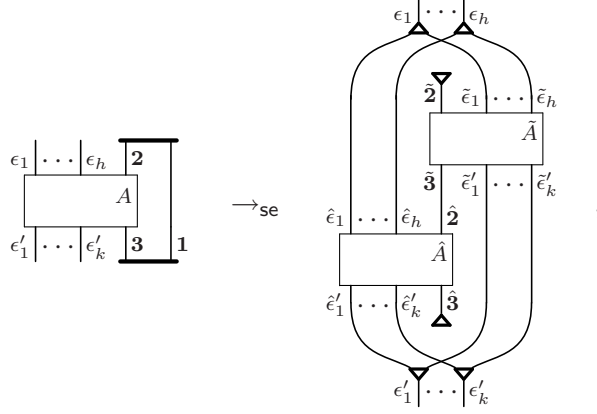 ϵ₁ ··· ϵₕ
𝟐̃ ϵ̃₁ ··· ϵ̃ₕ
Ã
ϵ₁ ··· ϵₕ 𝟐
A
𝟑̃ ϵ̃′₁ ··· ϵ̃′ₖ
⟶se
ϵ̂₁ ··· ϵ̂ₕ 𝟐̂
ϵ′₁ ··· ϵ′ₖ 𝟑 𝟏
Â
ϵ̂′₁ ··· ϵ̂′ₖ 𝟑̂
ϵ′₁ ··· ϵ′ₖ